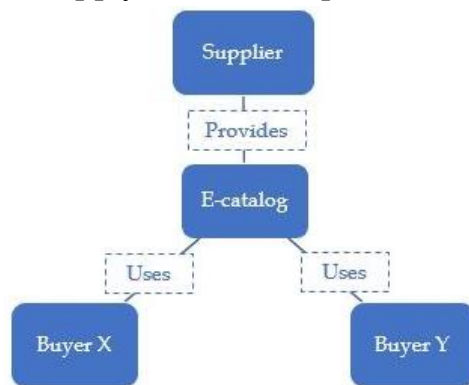 Supplier
Provides
E-catalog
Uses
Uses
Buyer X
Buyer Y